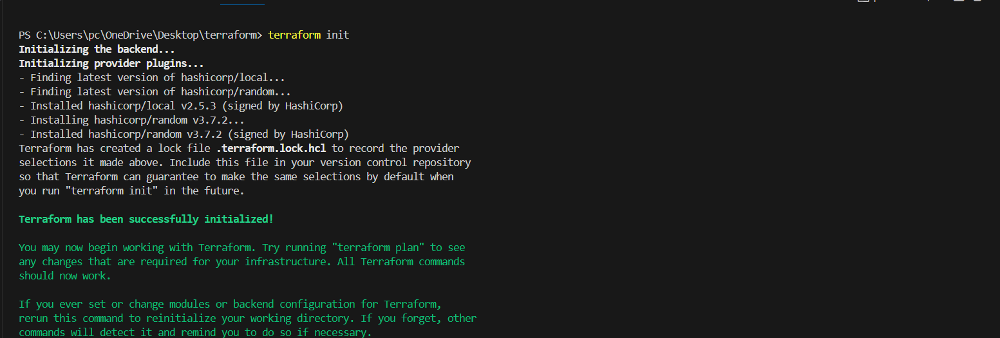 PS C:\Users\pc\OneDrive\Desktop\terraform> terraform init
Initializing the backend...
Initializing provider plugins...
- Finding latest version of hashicorp/local...
- Finding latest version of hashicorp/random...
- Installed hashicorp/local v2.5.3 (signed by HashiCorp)
- Installing hashicorp/random v3.7.2...
- Installed hashicorp/random v3.7.2 (signed by HashiCorp)
Terraform has created a lock file .terraform.lock.hcl to record the provider
selections it made above. Include this file in your version control repository
so that Terraform can guarantee to make the same selections by default when
you run "terraform init" in the future.
Terraform has been successfully initialized!
You may now begin working with Terraform. Try running "terraform plan" to see
any changes that are required for your infrastructure. All Terraform commands
should now work.
If you ever set or change modules or backend configuration for Terraform,
rerun this command to reinitialize your working directory. If you forget, other
commands will detect it and remind you to do so if necessary.